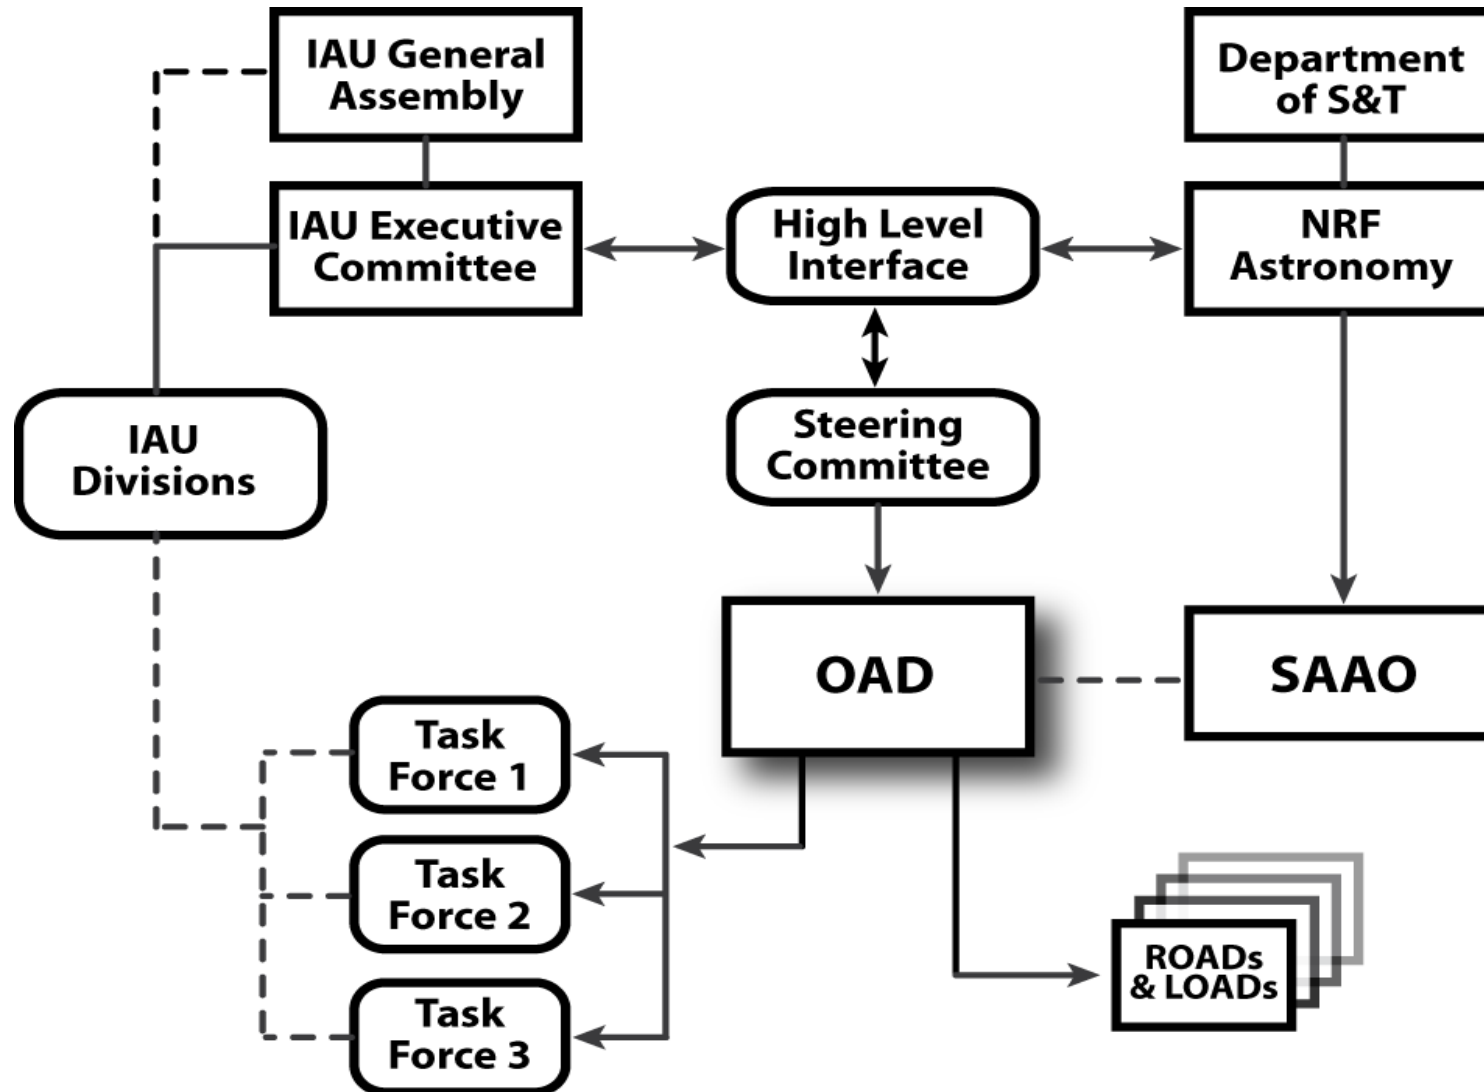 IAU General
Assembly
Department
of S&T
IAU Executive
Committee
High Level
Interface
NRF
Astronomy
IAU
Divisions
Steering
Committee
OAD
SAAO
Task
Force 1
Task
Force 2
Task
Force 3
ROADs
& LOADs